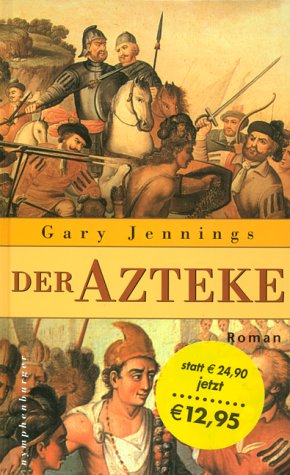 Gary Jennings
DER AZTEKE
Roman
statt € 24,90
jetzt
..........
€ 12,95
nymphenburger